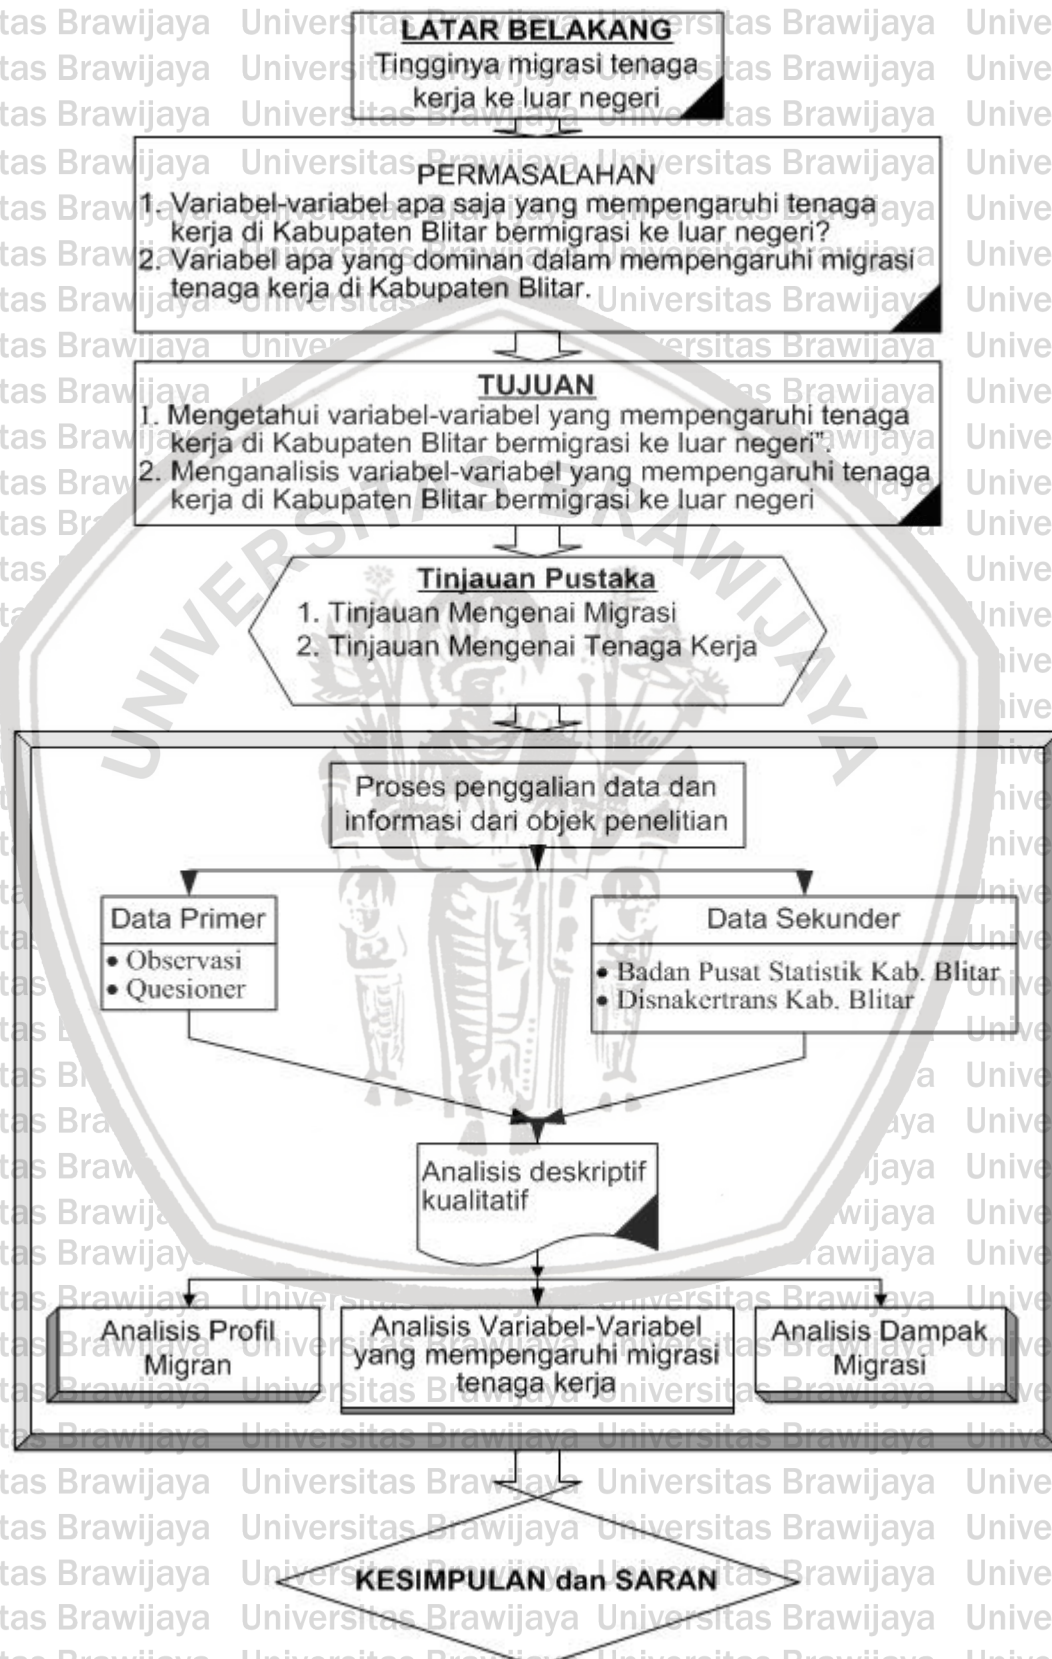 LATAR BELAKANG
Tingginya migrasi tenaga
kerja ke luar negeri
PERMASALAHAN
1. Variabel-variabel apa saja yang mempengaruhi tenaga
kerja di Kabupaten Blitar bermigrasi ke luar negeri?
2. Variabel apa yang dominan dalam mempengaruhi migrasi
tenaga kerja di Kabupaten Blitar.
TUJUAN
1. Mengetahui variabel-variabel yang mempengaruhi tenaga
kerja di Kabupaten Blitar bermigrasi ke luar negeri".
2. Menganalisis variabel-variabel yang mempengaruhi tenaga
kerja di Kabupaten Blitar bermigrasi ke luar negeri
Tinjauan Pustaka
1. Tinjauan Mengenai Migrasi
2. Tinjauan Mengenai Tenaga Kerja
UNIVERSITAS BRAWIJAYA
Proses penggalian data dan
informasi dari objek penelitian
Data Primer
• Observasi
• Quesioner
Data Sekunder
• Badan Pusat Statistik Kab. Blitar
• Disnakertrans Kab. Blitar
Analisis deskriptif
kualitatif
Analisis Profil
Migran
Analisis Variabel-Variabel
yang mempengaruhi migrasi
tenaga kerja
Analisis Dampak
Migrasi
KESIMPULAN dan SARAN